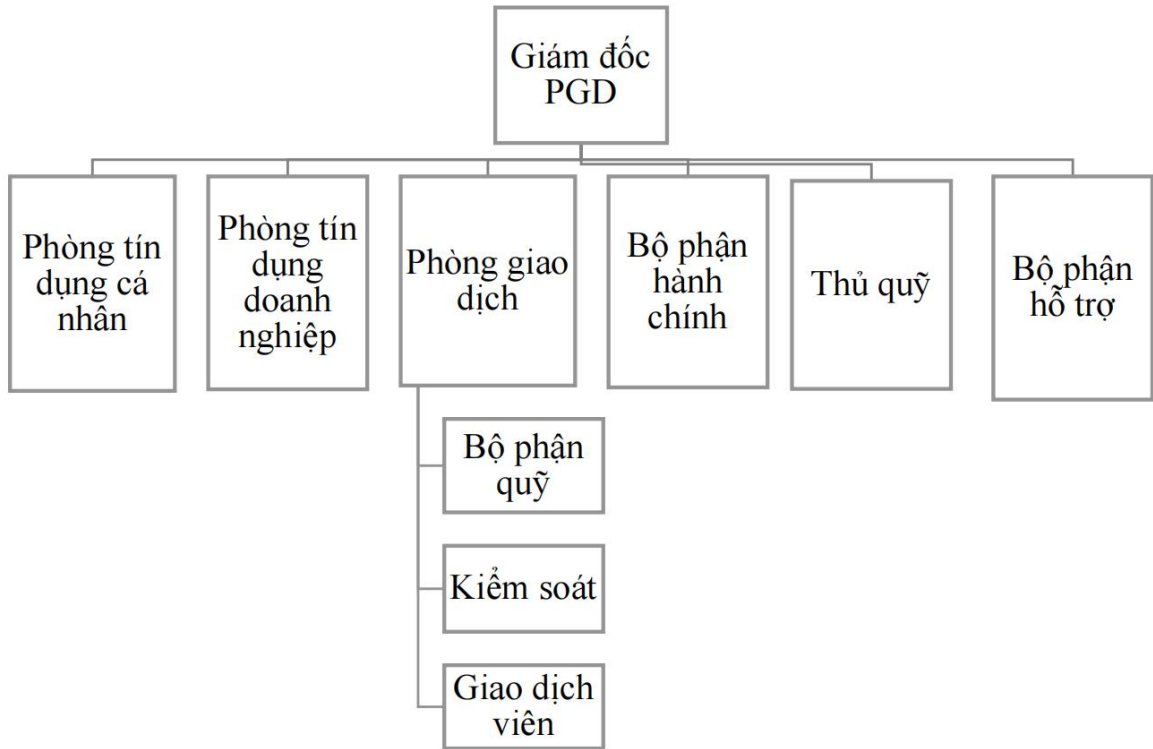 Giám đốc
PGD
Phòng tín
dụng cá
nhân
Phòng tín
dụng
doanh
nghiệp
Phòng giao
dịch
Bộ phận
hành
chính
Thủ quỹ
Bộ phận
hỗ trợ
Bộ phận
quỹ
Kiểm soát
Giao dịch
viên